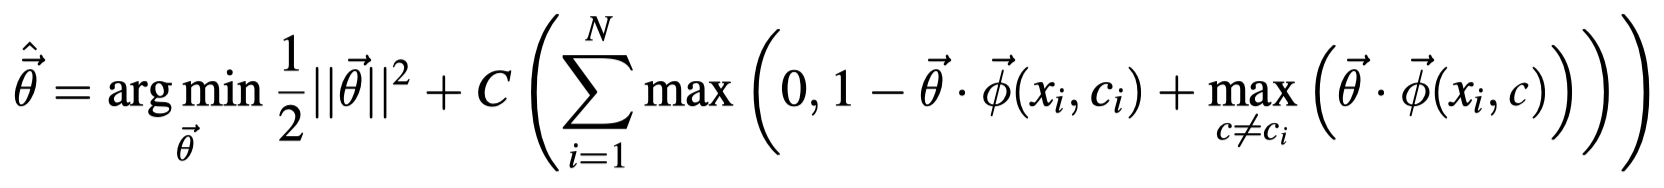 $\hat{\vec{\theta}} = \underset{\vec{\theta}}{\arg\min} \frac{1}{2}||\vec{\theta}||^2 + C\left(\sum_{i=1}^{N} \max\left(0, 1 - \vec{\theta} \cdot \vec{\phi}(x_i, c_i) + \max_{c \neq c_i}\left(\vec{\theta} \cdot \vec{\phi}(x_i, c)\right)\right)\right)$